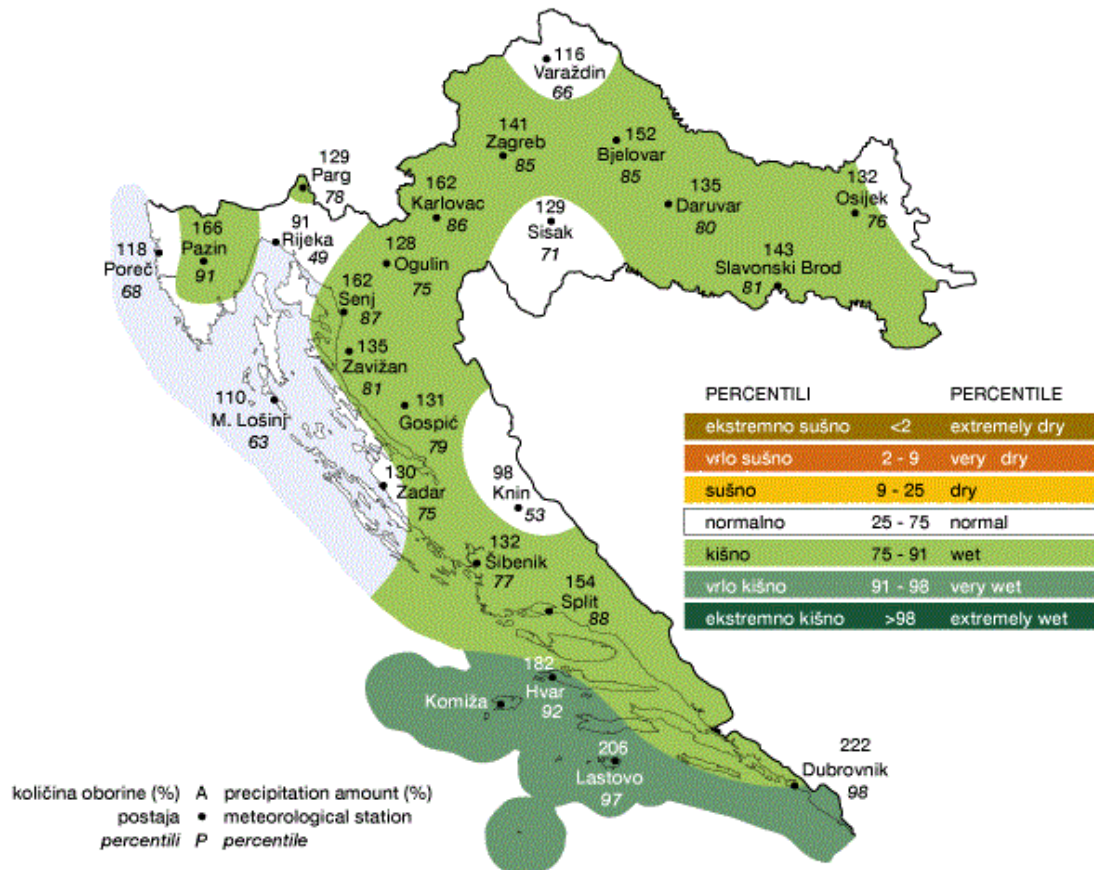 116
Varaždin
66
141
Zagreb
85
152
Bjelovar
85
129
Parg
78
162
Karlovac
86
135
Daruvar
80
132
Osijek
76
166
Pazin
91
91
Rijeka
49
129
Sisak
71
118
Poreč
68
128
Ogulin
75
143
Slavonski Brod
81
162
Senj
87
135
Zavižan
81
110
M. Lošinj
63
131
Gospić
79
130
Zadar
75
98
Knin
53
132
Šibenik
77
154
Split
88
182
Hvar
92
Komiža
206
Lastovo
97
222
Dubrovnik
98
PERCENTILI PERCENTILE
ekstremno sušno <2 extremely dry
vrlo sušno 2 - 9 very dry
sušno 9 - 25 dry
normalno 25 - 75 normal
kišno 75 - 91 wet
vrlo kišno 91 - 98 very wet
ekstremno kišno >98 extremely wet
količina oborine (%) A precipitation amount (%)
postaja ● meteorological station
percentili P percentile